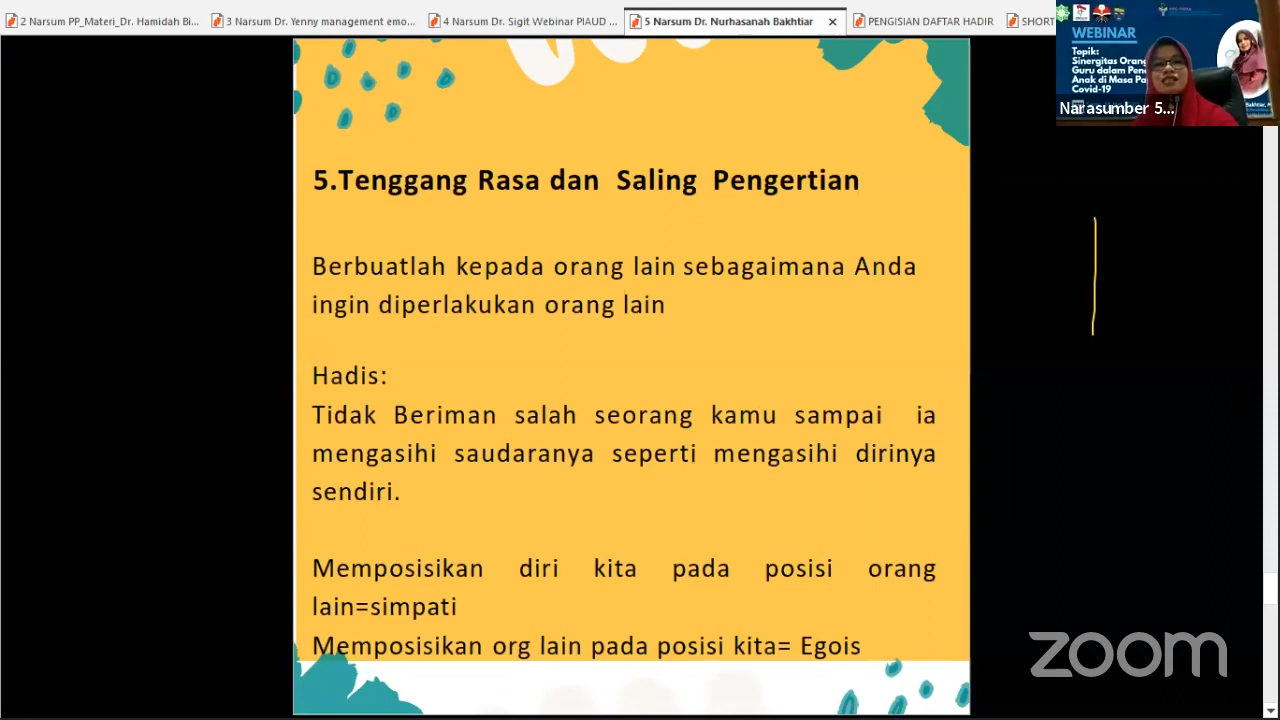 2 Narsum PP_Materi_Dr. Hamidah Bi...
3 Narsum Dr. Yenny management emo...
4 Narsum Dr. Sigit Webinar PIAUD ...
5 Narsum Dr. Nurhasanah Bakhtiar
PENGISIAN DAFTAR HADIR
SHORT
WEBINAR
Topik:
Sinergitas Orang
Guru dalam Pen
Anak di Masa Pa
Covid-19
Bakhtiar, M
Narasumber 5...
5.Tenggang Rasa dan Saling Pengertian
Berbuatlah kepada orang lain sebagaimana Anda
ingin diperlakukan orang lain
Hadis:
Tidak Beriman salah seorang kamu sampai ia
mengasihi saudaranya seperti mengasihi dirinya
sendiri.
Memposisikan diri kita pada posisi orang
lain=simpati
Memposisikan org lain pada posisi kita= Egois
zoom